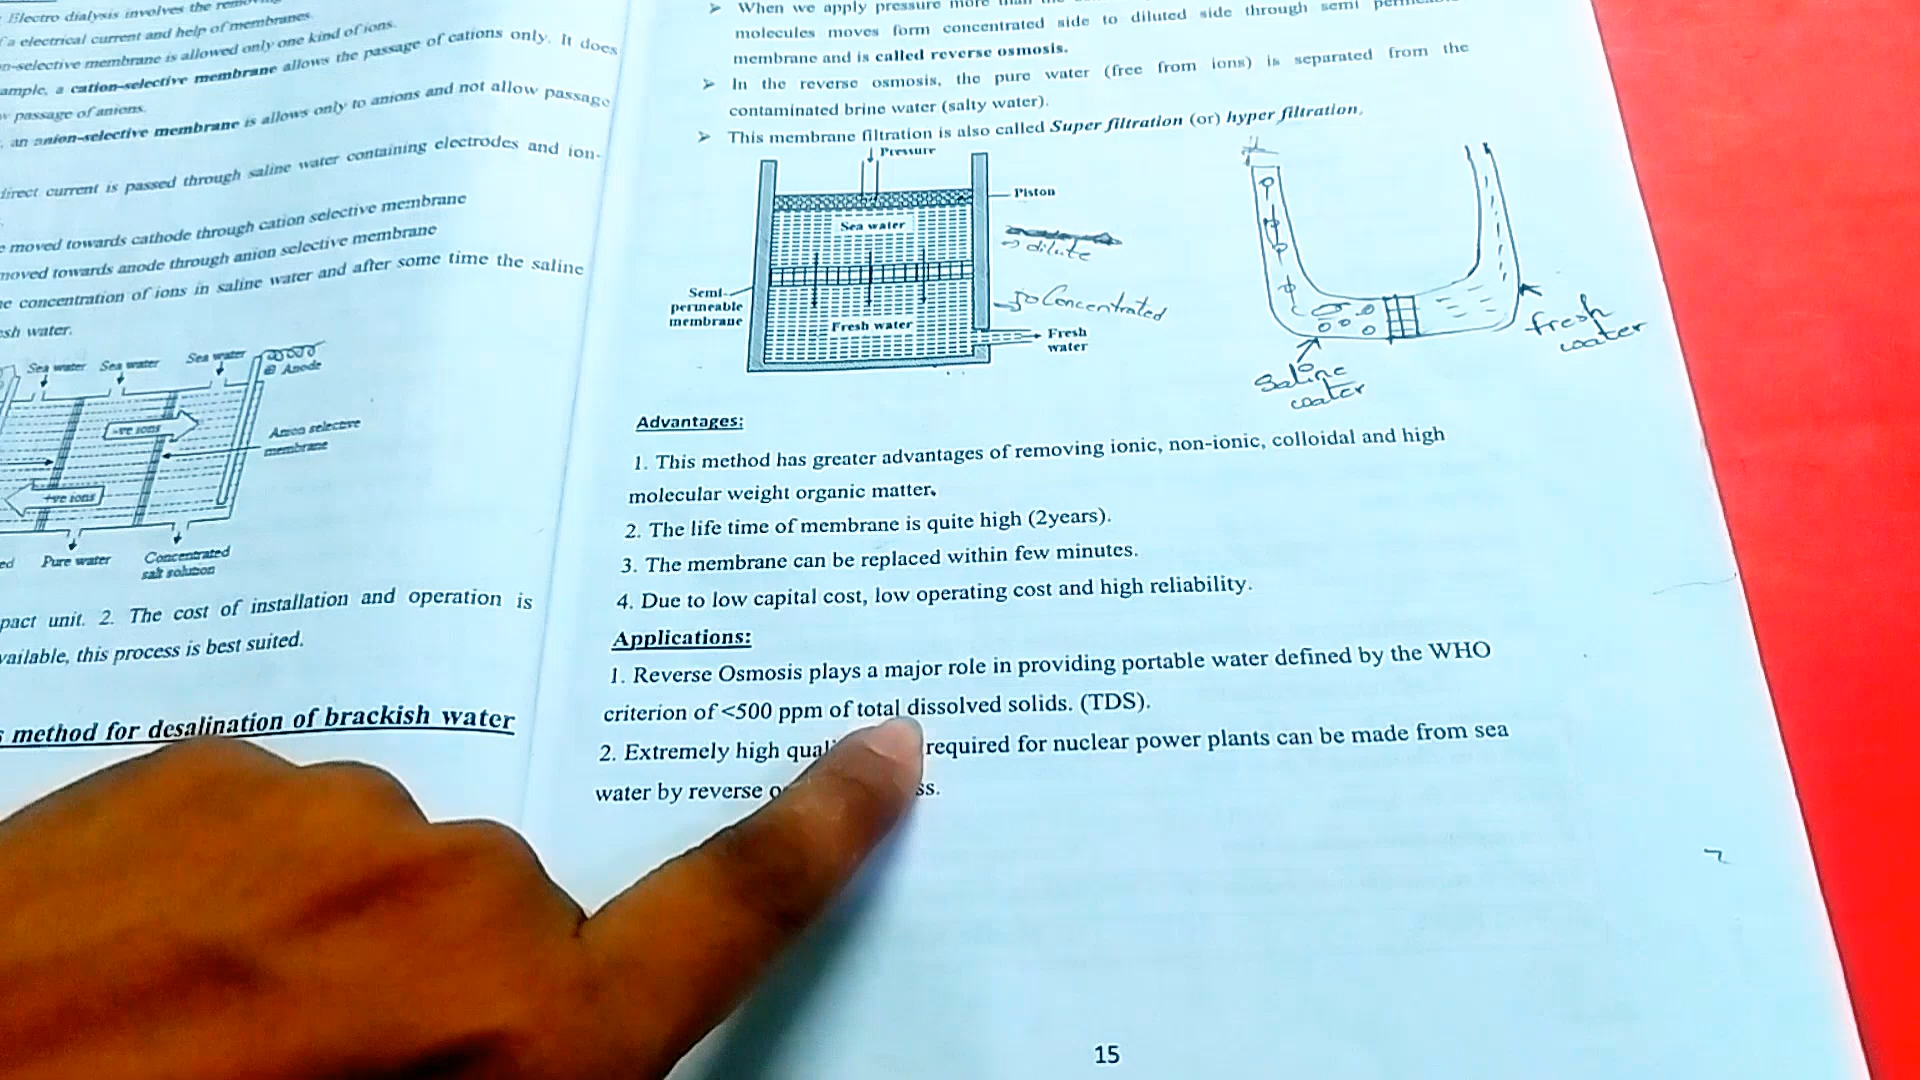 Electro dialysis involves the
a electrical current and help of membranes.
n-selective membrane is allowed only one kind of ions.
ample, a cation-selective membrane allows the passage of cations only. It does
w passage of anions.
, an anion-selective membrane is allows only to anions and not allow passage
direct current is passed through saline water containing electrodes and ion-
e moved towards cathode through cation selective membrane
moved towards anode through anion selective membrane
he concentration of ions in saline water and after some time the saline
esh water.
Sea water Sea water Sea water
Anode
-ve ions
Anion selective
membrane
+ve ions
ed Pure water Concentrated
salt solution
pact unit. 2. The cost of installation and operation is
vailable, this process is best suited.
s method for desalination of brackish water
➢ When we apply pressure more than the
molecules moves form concentrated side to diluted side through semi
membrane and is called reverse osmosis.
➢ In the reverse osmosis, the pure water (free from ions) is separated from the
contaminated brine water (salty water).
➢ This membrane filtration is also called Super filtration (or) hyper filtration.
Pressure
Piston
Sea water
→ dilute
Semi-
permeable
membrane
Concentrated
Fresh water
Fresh
water
fresh
water
Saline
water
Advantages:
1. This method has greater advantages of removing ionic, non-ionic, colloidal and high
molecular weight organic matter.
2. The life time of membrane is quite high (2years).
3. The membrane can be replaced within few minutes.
4. Due to low capital cost, low operating cost and high reliability.
Applications:
1. Reverse Osmosis plays a major role in providing portable water defined by the WHO
criterion of <500 ppm of total dissolved solids. (TDS).
2. Extremely high quali required for nuclear power plants can be made from sea
water by reverse o ss.
15